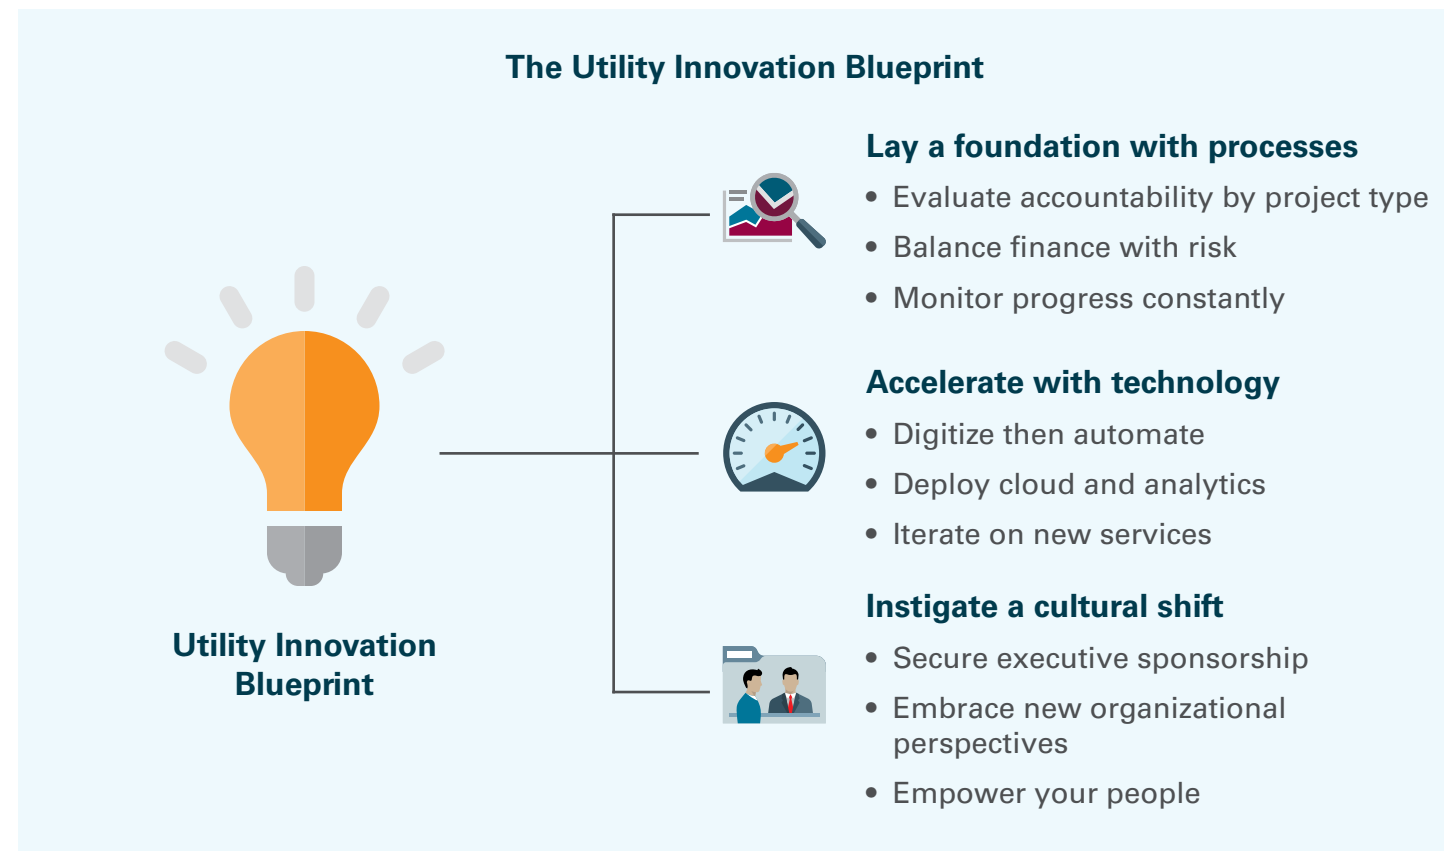 The Utility Innovation Blueprint
Utility Innovation
Blueprint
Lay a foundation with processes
• Evaluate accountability by project type
• Balance finance with risk
• Monitor progress constantly
Accelerate with technology
• Digitize then automate
• Deploy cloud and analytics
• Iterate on new services
Instigate a cultural shift
• Secure executive sponsorship
• Embrace new organizational
perspectives
• Empower your people